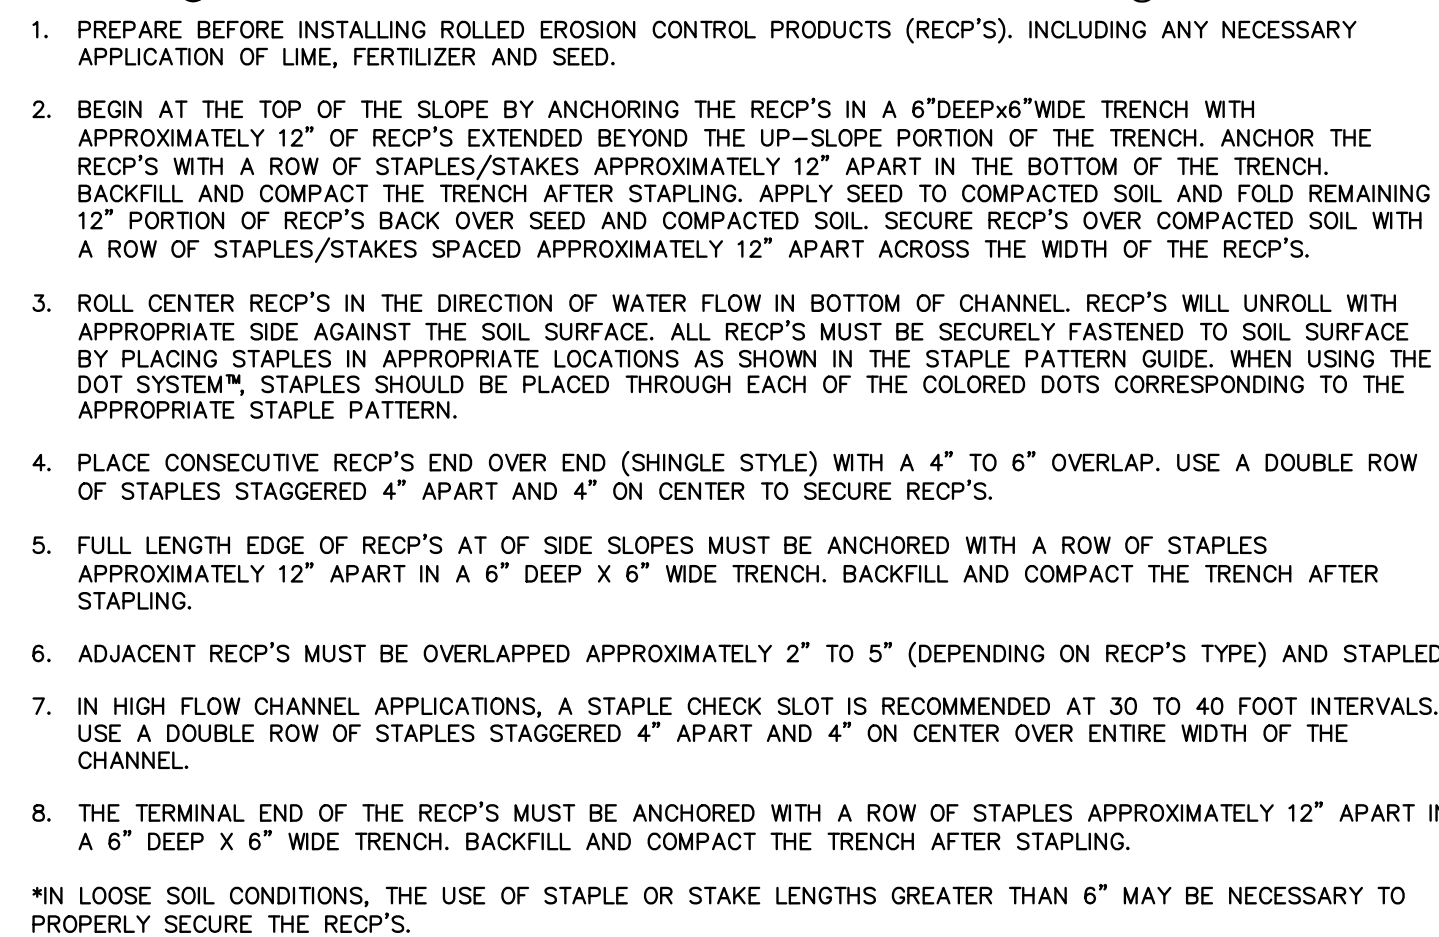 1. PREPARE BEFORE INSTALLING ROLLED EROSION CONTROL PRODUCTS (RECP'S). INCLUDING ANY NECESSARY
APPLICATION OF LIME, FERTILIZER AND SEED.
2. BEGIN AT THE TOP OF THE SLOPE BY ANCHORING THE RECP'S IN A 6"DEEPx6"WIDE TRENCH WITH
APPROXIMATELY 12" OF RECP'S EXTENDED BEYOND THE UP-SLOPE PORTION OF THE TRENCH. ANCHOR THE
RECP'S WITH A ROW OF STAPLES/STAKES APPROXIMATELY 12" APART IN THE BOTTOM OF THE TRENCH.
BACKFILL AND COMPACT THE TRENCH AFTER STAPLING. APPLY SEED TO COMPACTED SOIL AND FOLD REMAINING
12" PORTION OF RECP'S BACK OVER SEED AND COMPACTED SOIL. SECURE RECP'S OVER COMPACTED SOIL WITH
A ROW OF STAPLES/STAKES SPACED APPROXIMATELY 12" APART ACROSS THE WIDTH OF THE RECP'S.
3. ROLL CENTER RECP'S IN THE DIRECTION OF WATER FLOW IN BOTTOM OF CHANNEL. RECP'S WILL UNROLL WITH
APPROPRIATE SIDE AGAINST THE SOIL SURFACE. ALL RECP'S MUST BE SECURELY FASTENED TO SOIL SURFACE
BY PLACING STAPLES IN APPROPRIATE LOCATIONS AS SHOWN IN THE STAPLE PATTERN GUIDE. WHEN USING THE
DOT SYSTEM™, STAPLES SHOULD BE PLACED THROUGH EACH OF THE COLORED DOTS CORRESPONDING TO THE
APPROPRIATE STAPLE PATTERN.
4. PLACE CONSECUTIVE RECP'S END OVER END (SHINGLE STYLE) WITH A 4" TO 6" OVERLAP. USE A DOUBLE ROW
OF STAPLES STAGGERED 4" APART AND 4" ON CENTER TO SECURE RECP'S.
5. FULL LENGTH EDGE OF RECP'S AT OF SIDE SLOPES MUST BE ANCHORED WITH A ROW OF STAPLES
APPROXIMATELY 12" APART IN A 6" DEEP X 6" WIDE TRENCH. BACKFILL AND COMPACT THE TRENCH AFTER
STAPLING.
6. ADJACENT RECP'S MUST BE OVERLAPPED APPROXIMATELY 2" TO 5" (DEPENDING ON RECP'S TYPE) AND STAPLED
7. IN HIGH FLOW CHANNEL APPLICATIONS, A STAPLE CHECK SLOT IS RECOMMENDED AT 30 TO 40 FOOT INTERVALS.
USE A DOUBLE ROW OF STAPLES STAGGERED 4" APART AND 4" ON CENTER OVER ENTIRE WIDTH OF THE
CHANNEL.
8. THE TERMINAL END OF THE RECP'S MUST BE ANCHORED WITH A ROW OF STAPLES APPROXIMATELY 12" APART IN
A 6" DEEP X 6" WIDE TRENCH. BACKFILL AND COMPACT THE TRENCH AFTER STAPLING.
*IN LOOSE SOIL CONDITIONS, THE USE OF STAPLE OR STAKE LENGTHS GREATER THAN 6" MAY BE NECESSARY TO
PROPERLY SECURE THE RECP'S.